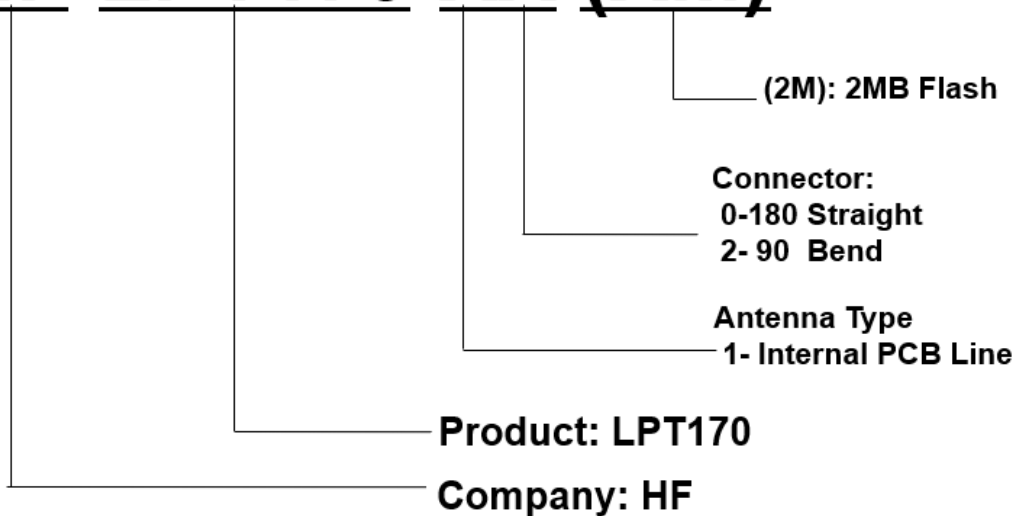 (2M): 2MB Flash
Connector:
0-180 Straight
2- 90 Bend
Antenna Type
1- Internal PCB Line
Product: LPT170
Company: HF